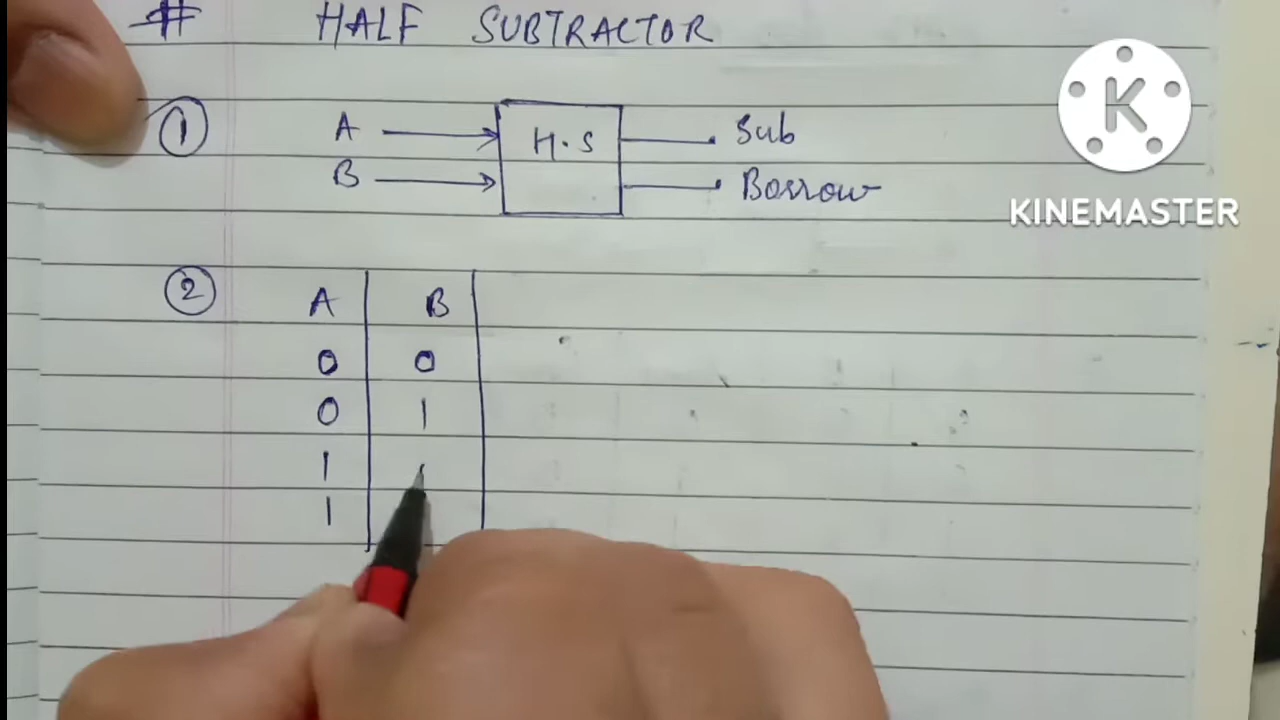 # HALF SUBTRACTOR
① A H.S Sub
B Borrow
KINEMASTER
② A B
0 0
0 1
1
1